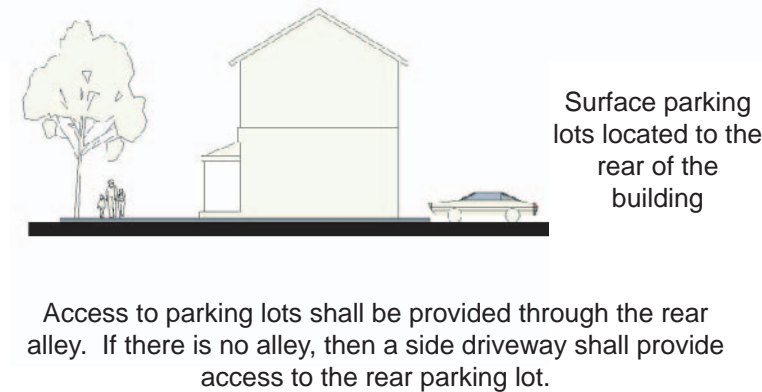 Surface parking
lots located to the
rear of the
building
Access to parking lots shall be provided through the rear
alley.  If there is no alley, then a side driveway shall provide
access to the rear parking lot.